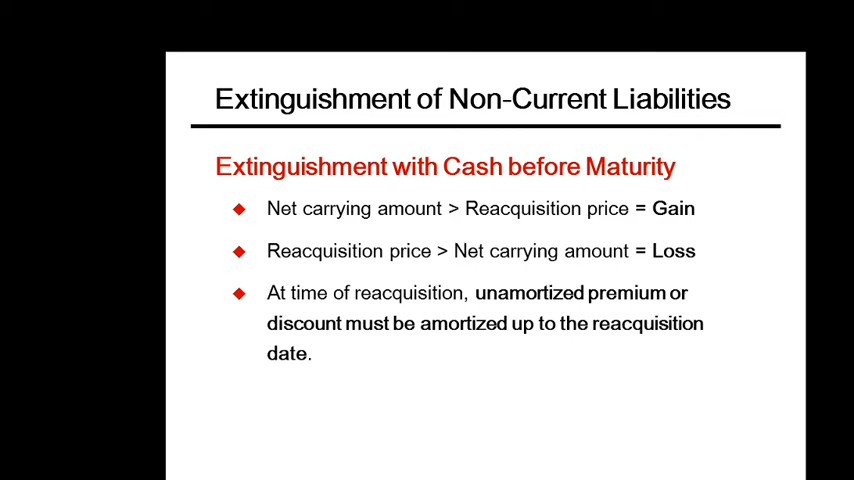 Extinguishment of Non-Current Liabilities
Extinguishment with Cash before Maturity
Net carrying amount > Reacquisition price = Gain
Reacquisition price > Net carrying amount = Loss
At time of reacquisition, unamortized premium or
discount must be amortized up to the reacquisition
date.